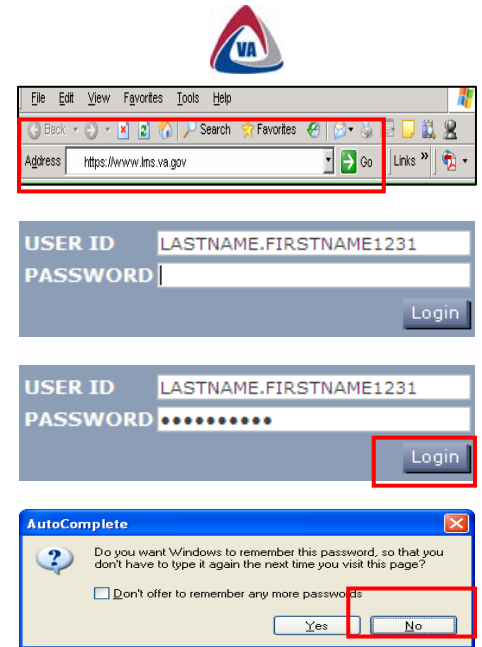 VA
File Edit View Favorites Tools Help
Back Search Favorites
Address https://www.lms.va.gov Go Links »
USER ID LASTNAME.FIRSTNAME1231
PASSWORD
Login
USER ID LASTNAME.FIRSTNAME1231
PASSWORD ••••••••••
Login
AutoComplete
Do you want Windows to remember this password, so that you
don't have to type it again the next time you visit this page?
Don't offer to remember any more passwords
Yes No